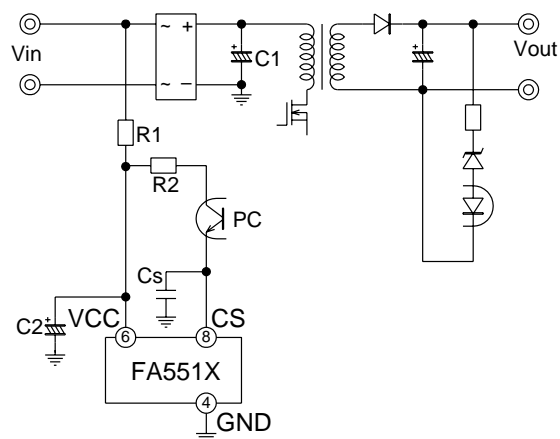 ~ +
Vin
C1
Vout
~ −
R1
R2
PC
Cs
C2
VCC
CS
6
8
FA551X
4
GND